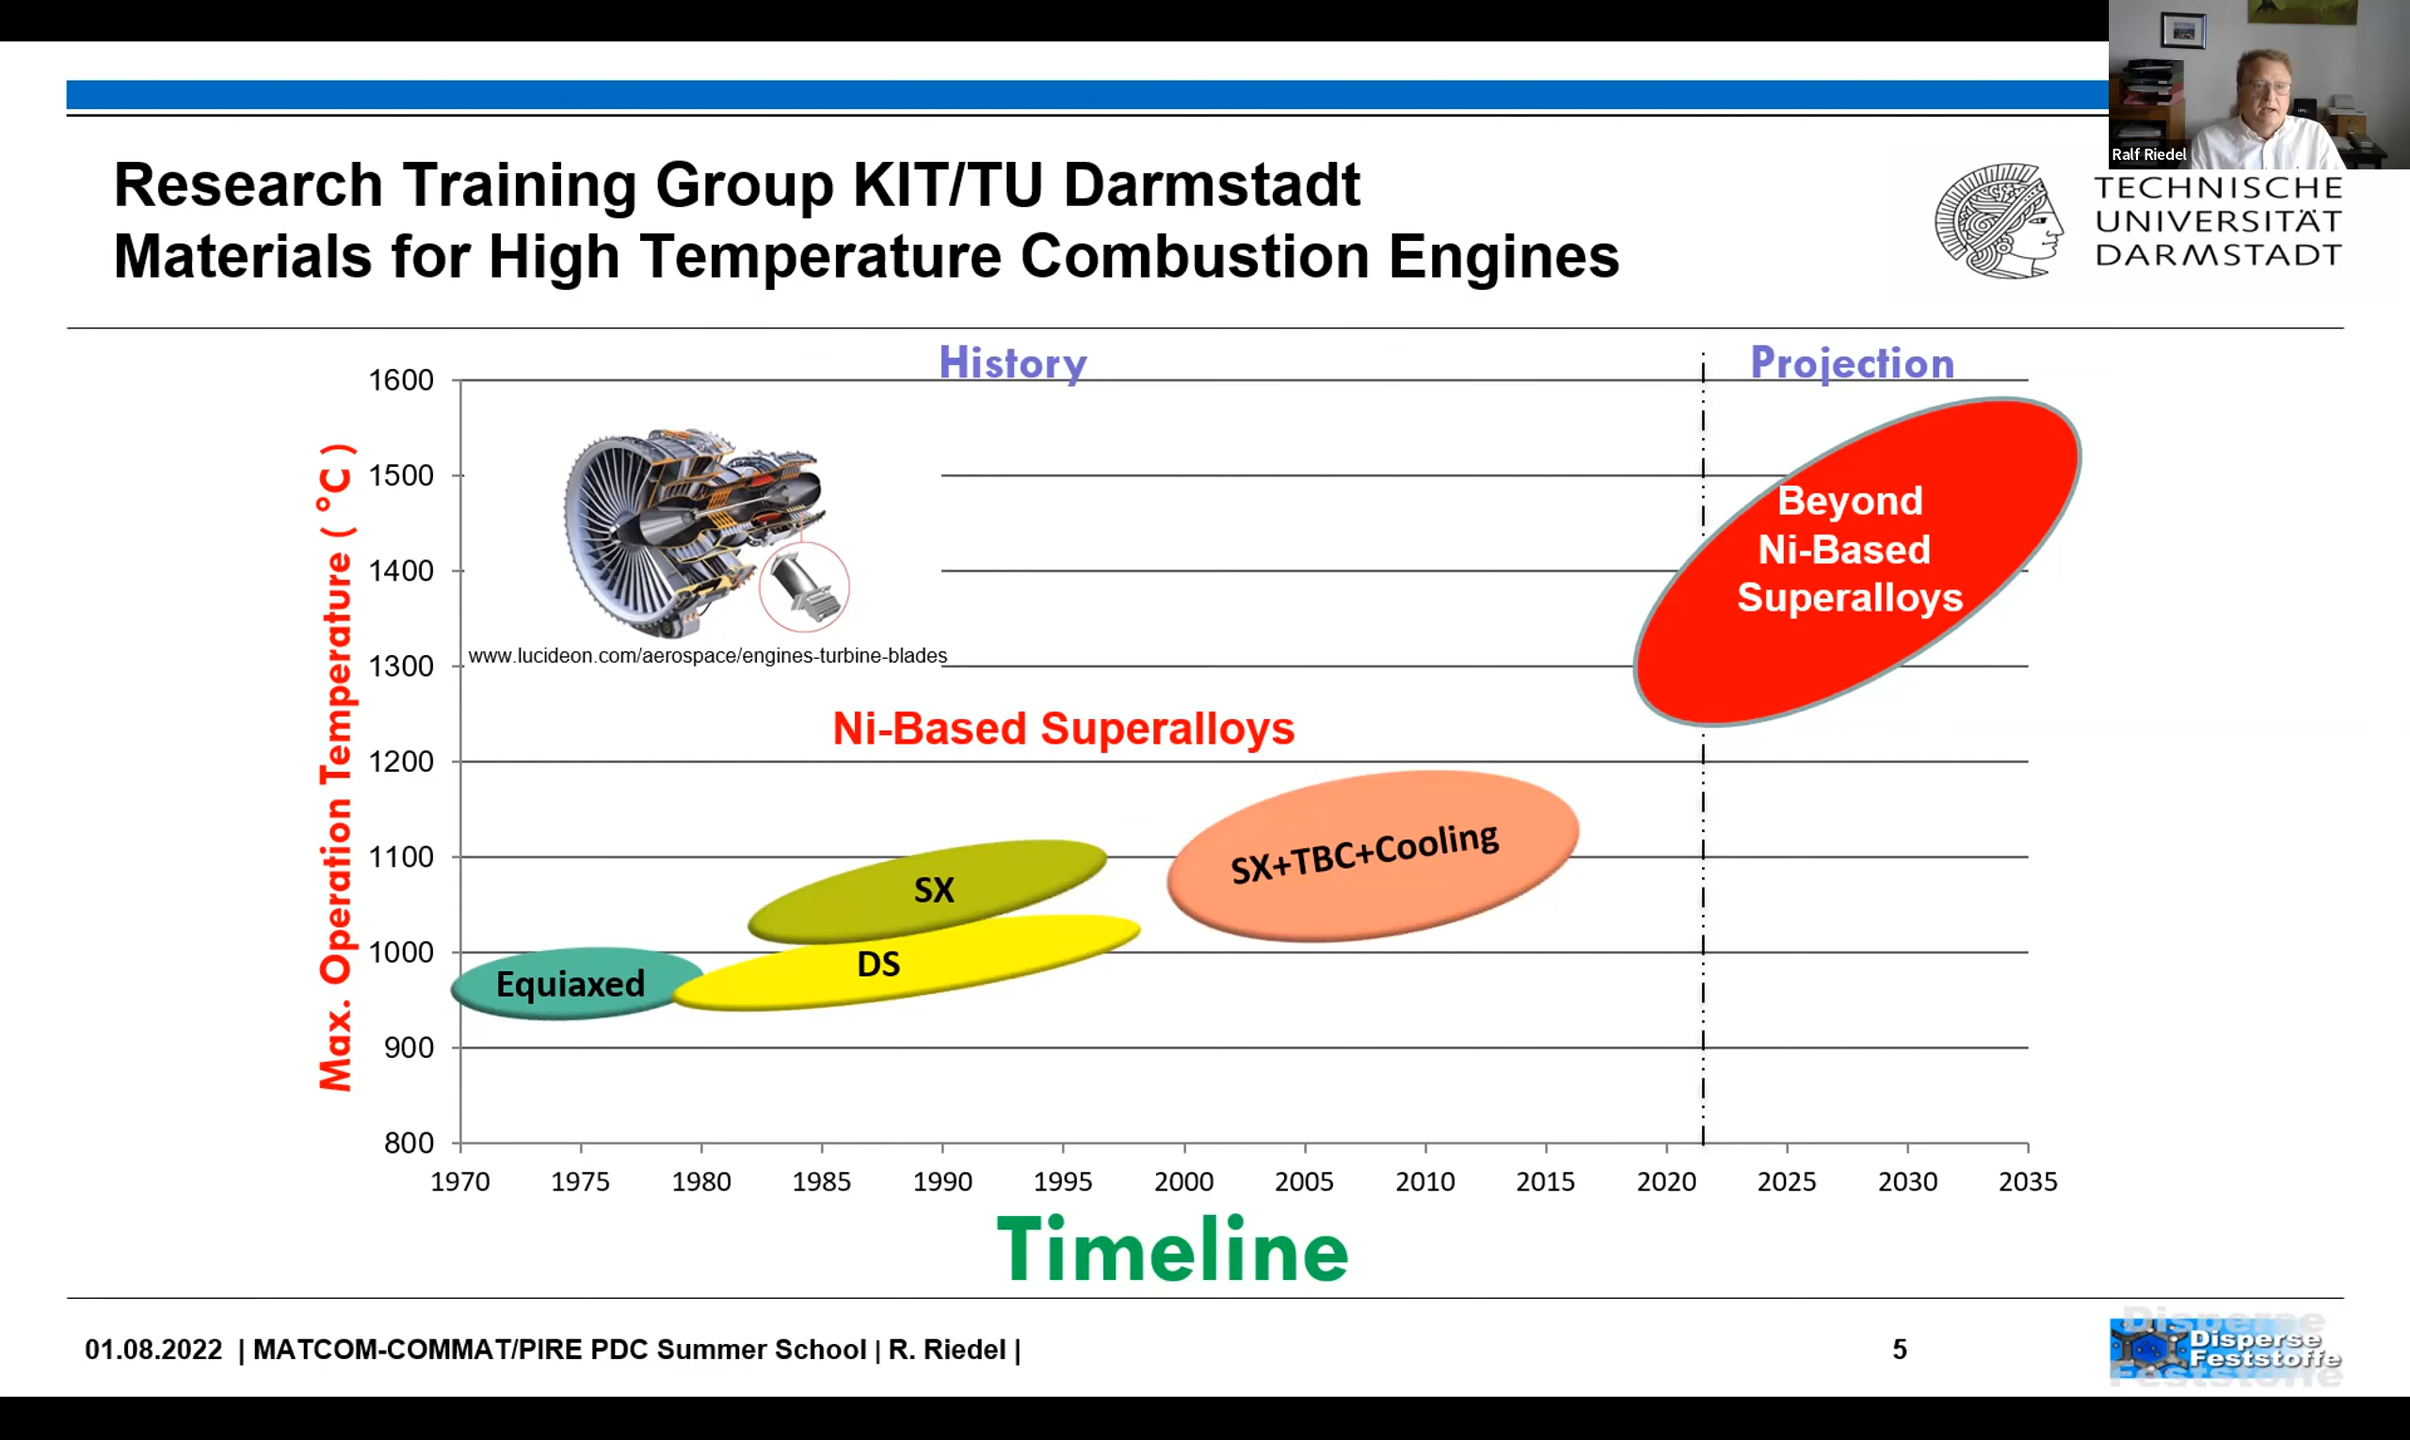 Ralf Riedel
Research Training Group KIT/TU Darmstadt
Materials for High Temperature Combustion Engines
TECHNISCHE
UNIVERSITÄT
DARMSTADT
History
Projection
Max. Operation Temperature ( °C )
1600
1500
1400
1300
1200
1100
1000
900
800
www.lucideon.com/aerospace/engines-turbine-blades
Beyond
Ni-Based
Superalloys
Ni-Based Superalloys
SX+TBC+Cooling
SX
DS
Equiaxed
1970 1975 1980 1985 1990 1995 2000 2005 2010 2015 2020 2025 2030 2035
Timeline
01.08.2022 | MATCOM-COMMAT/PIRE PDC Summer School | R. Riedel |
5
Disperse
Disperse
Feststoffe
Feststoffe